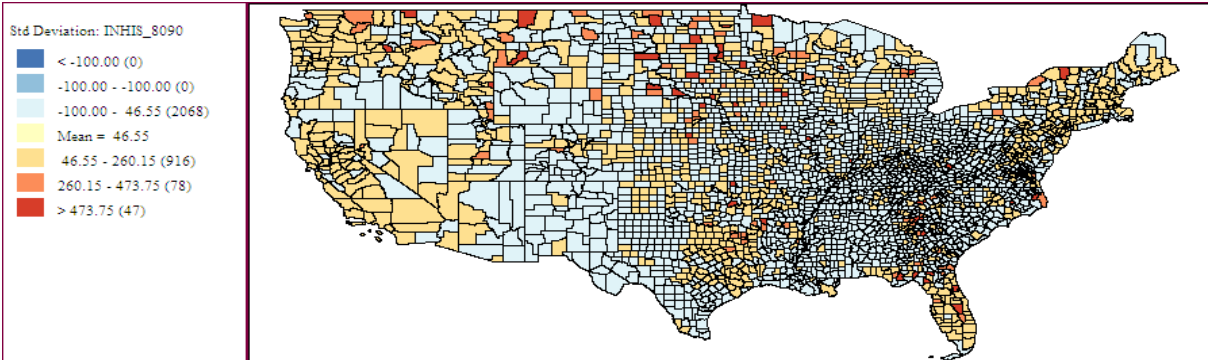 Std Deviation: INHIS_8090
< -100.00 (0)
-100.00 - -100.00 (0)
-100.00 - 46.55 (2068)
Mean = 46.55
46.55 - 260.15 (916)
260.15 - 473.75 (78)
> 473.75 (47)